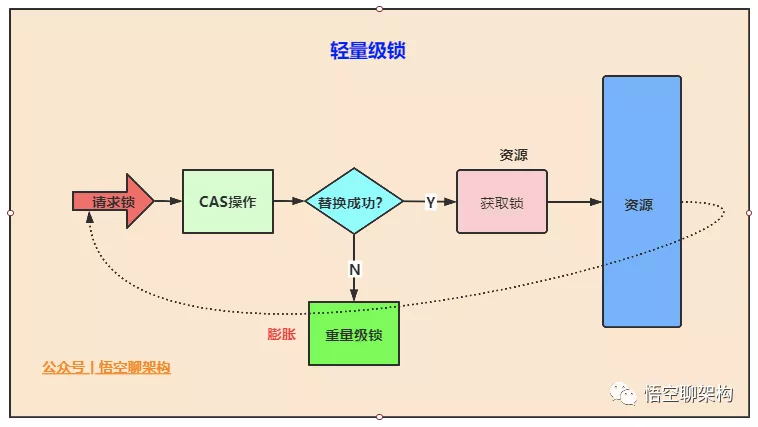 轻量级锁
资源
请求锁
CAS操作
替换成功?
Y
获取锁
资源
N
膨胀
重量级锁
公众号 | 悟空聊架构
悟空聊架构